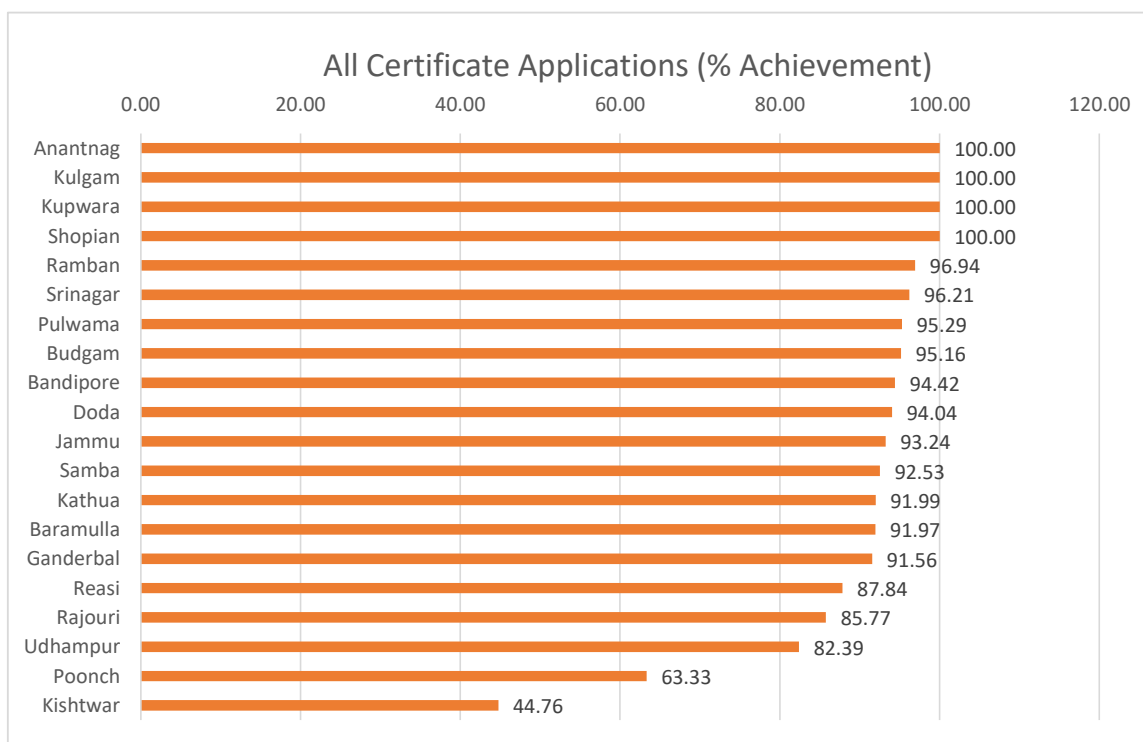 All Certificate Applications (% Achievement)
0.00 20.00 40.00 60.00 80.00 100.00 120.00
Anantnag 100.00
Kulgam 100.00
Kupwara 100.00
Shopian 100.00
Ramban 96.94
Srinagar 96.21
Pulwama 95.29
Budgam 95.16
Bandipore 94.42
Doda 94.04
Jammu 93.24
Samba 92.53
Kathua 91.99
Baramulla 91.97
Ganderbal 91.56
Reasi 87.84
Rajouri 85.77
Udhampur 82.39
Poonch 63.33
Kishtwar 44.76